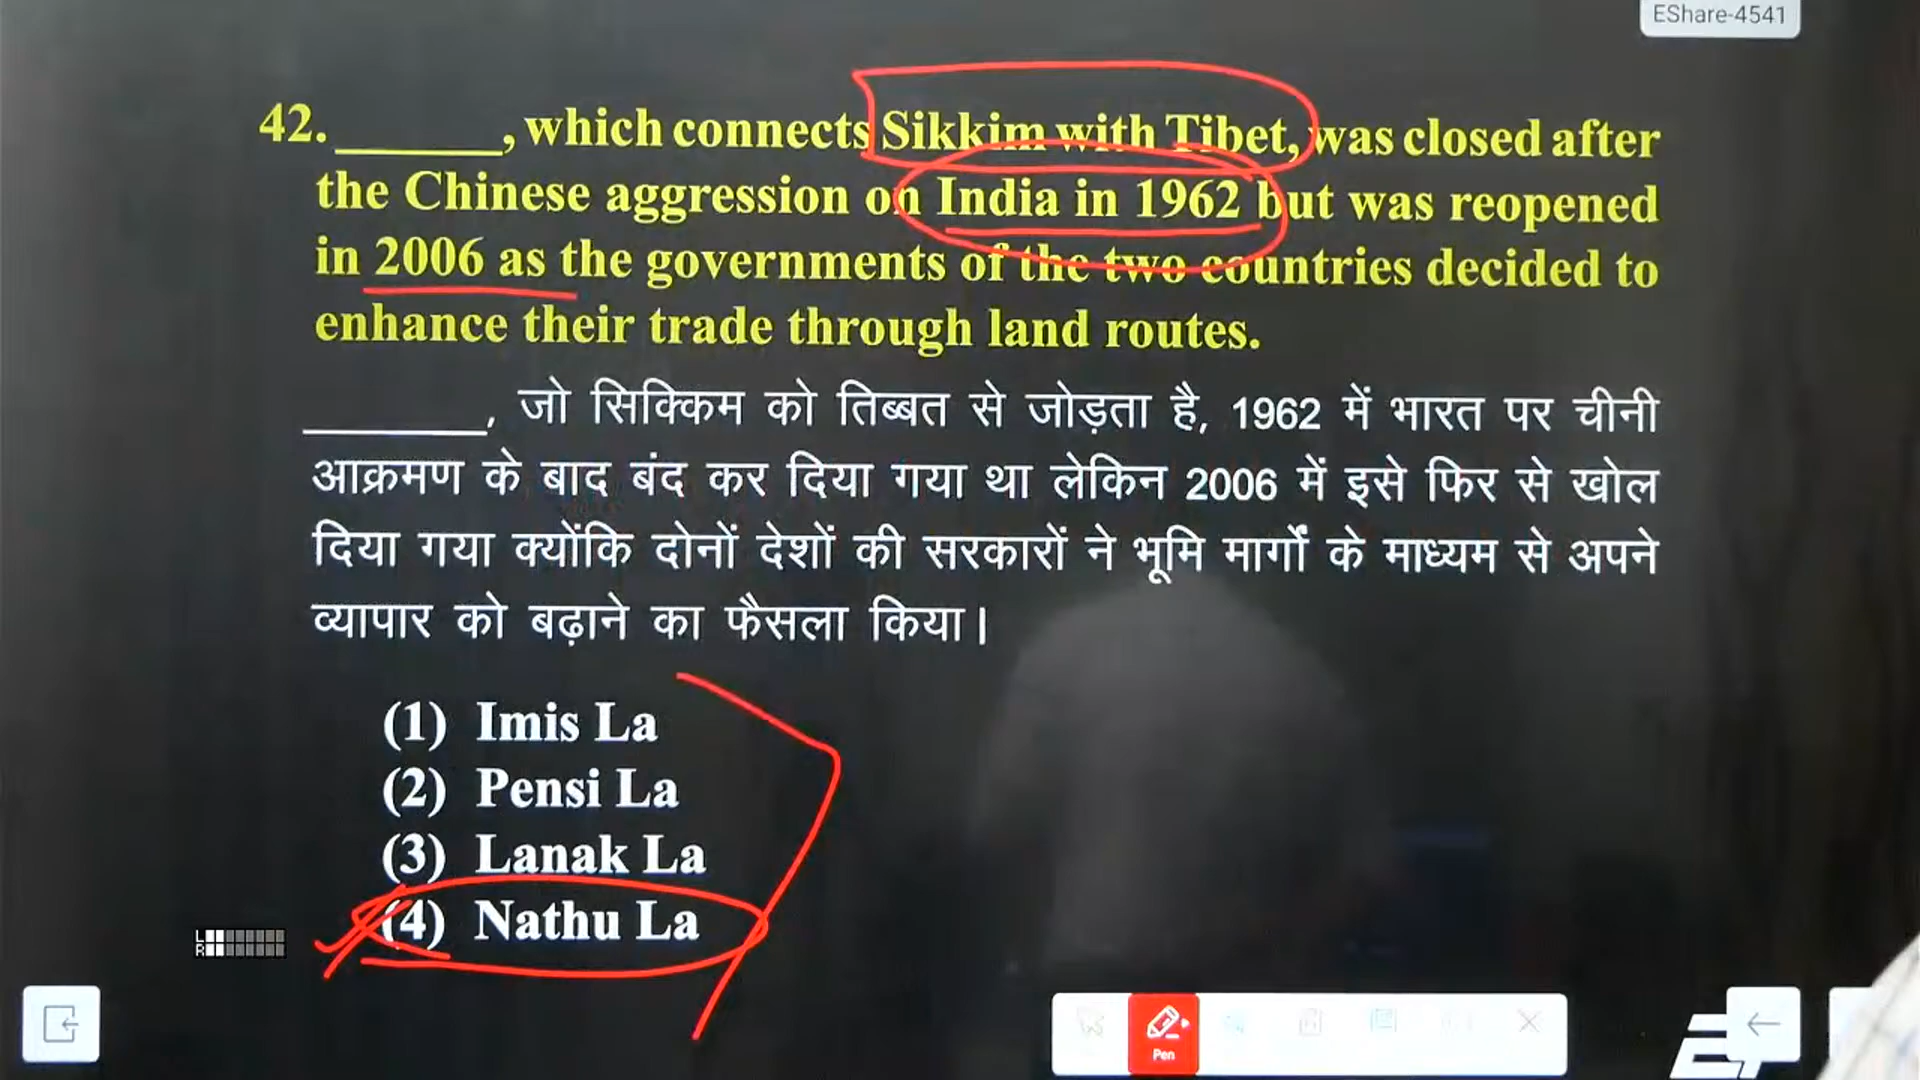 EShare-4541
42.______, which connects Sikkim with Tibet, was closed after
the Chinese aggression on India in 1962 but was reopened
in 2006 as the governments of the two countries decided to
enhance their trade through land routes.
_______, जो सिक्किम को तिब्बत से जोड़ता है, 1962 में भारत पर चीनी
आक्रमण के बाद बंद कर दिया गया था लेकिन 2006 में इसे फिर से खोल
दिया गया क्योंकि दोनों देशों की सरकारों ने भूमि मार्गों के माध्यम से अपने
व्यापार को बढ़ाने का फैसला किया।
(1) Imis La
(2) Pensi La
(3) Lanak La
(4) Nathu La
L
R
Pen